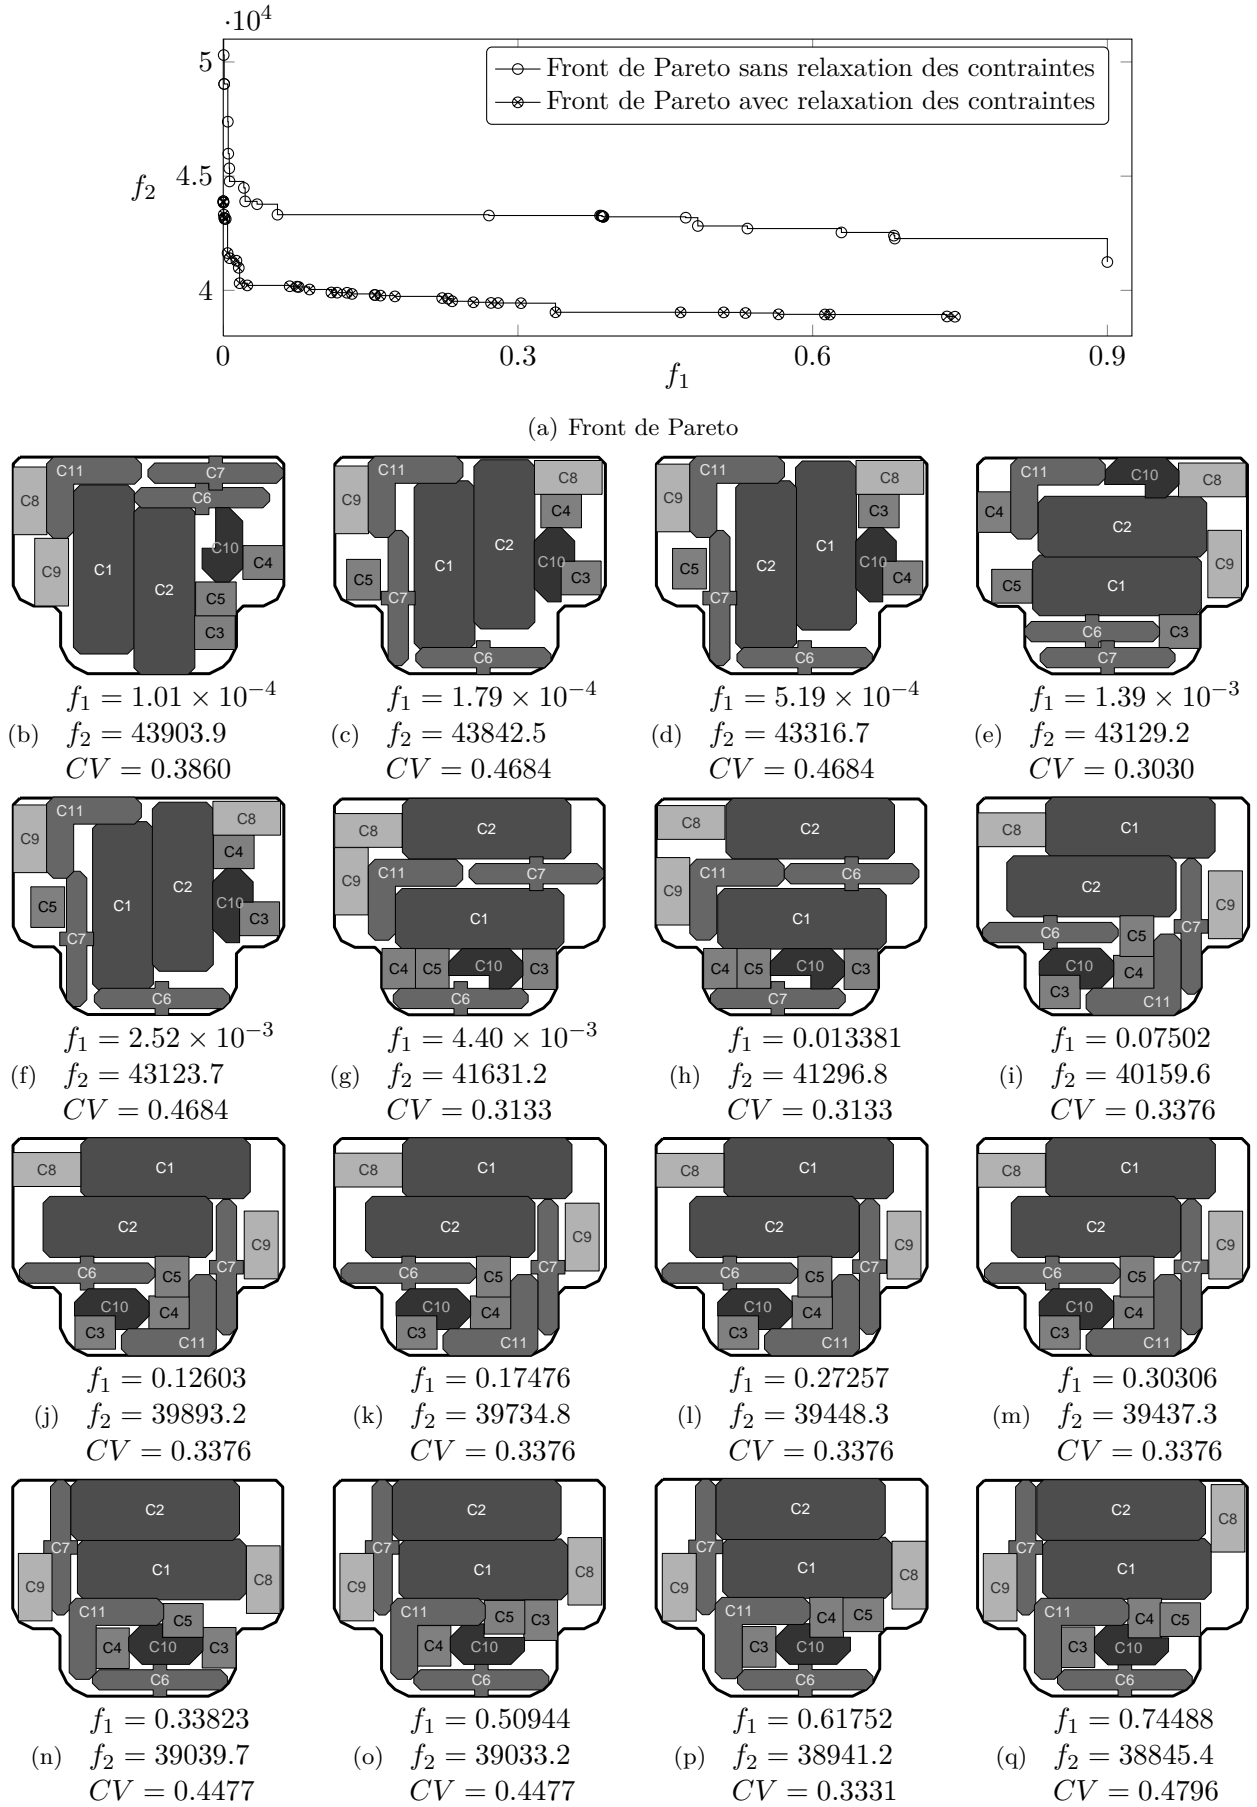 ·10⁴
5
4.5
4
f₂
Front de Pareto sans relaxation des contraintes
Front de Pareto avec relaxation des contraintes
0 0.3 0.6 0.9
f₁
(a) Front de Pareto
C11 C7 C8 C6 C10 C9 C1 C2 C4 C5 C3
C11 C9 C8 C4 C2 C1 C10 C5 C3 C7 C6
C11 C9 C8 C3 C1 C2 C10 C5 C4 C7 C6
C11 C10 C8 C4 C2 C9 C1 C5 C6 C3 C7
(b) f₁ = 1.01 × 10⁻⁴
f₂ = 43903.9
CV = 0.3860
(c) f₁ = 1.79 × 10⁻⁴
f₂ = 43842.5
CV = 0.4684
(d) f₁ = 5.19 × 10⁻⁴
f₂ = 43316.7
CV = 0.4684
(e) f₁ = 1.39 × 10⁻³
f₂ = 43129.2
CV = 0.3030
C11 C8 C9 C4 C2 C1 C10 C5 C3 C7 C6
C2 C8 C11 C7 C9 C1 C4 C5 C10 C3 C6
C8 C2 C9 C11 C6 C1 C4 C5 C10 C3 C7
C8 C1 C2 C9 C7 C6 C5 C10 C4 C3 C11
(f) f₁ = 2.52 × 10⁻³
f₂ = 43123.7
CV = 0.4684
(g) f₁ = 4.40 × 10⁻³
f₂ = 41631.2
CV = 0.3133
(h) f₁ = 0.013381
f₂ = 41296.8
CV = 0.3133
(i) f₁ = 0.07502
f₂ = 40159.6
CV = 0.3376
C8 C1 C2 C9 C7 C6 C5 C10 C4 C3 C11
C8 C1 C2 C9 C7 C6 C5 C10 C4 C3 C11
C8 C1 C2 C9 C7 C6 C5 C10 C4 C3 C11
C8 C1 C2 C9 C7 C6 C5 C10 C4 C3 C11
(j) f₁ = 0.12603
f₂ = 39893.2
CV = 0.3376
(k) f₁ = 0.17476
f₂ = 39734.8
CV = 0.3376
(l) f₁ = 0.27257
f₂ = 39448.3
CV = 0.3376
(m) f₁ = 0.30306
f₂ = 39437.3
CV = 0.3376
C2 C7 C1 C9 C8 C11 C5 C4 C10 C3 C6
C2 C7 C1 C8 C9 C11 C5 C3 C4 C10 C6
C2 C7 C1 C8 C9 C11 C4 C5 C3 C10 C6
C2 C8 C7 C1 C9 C11 C4 C5 C3 C10 C6
(n) f₁ = 0.33823
f₂ = 39039.7
CV = 0.4477
(o) f₁ = 0.50944
f₂ = 39033.2
CV = 0.4477
(p) f₁ = 0.61752
f₂ = 38941.2
CV = 0.3331
(q) f₁ = 0.74488
f₂ = 38845.4
CV = 0.4796